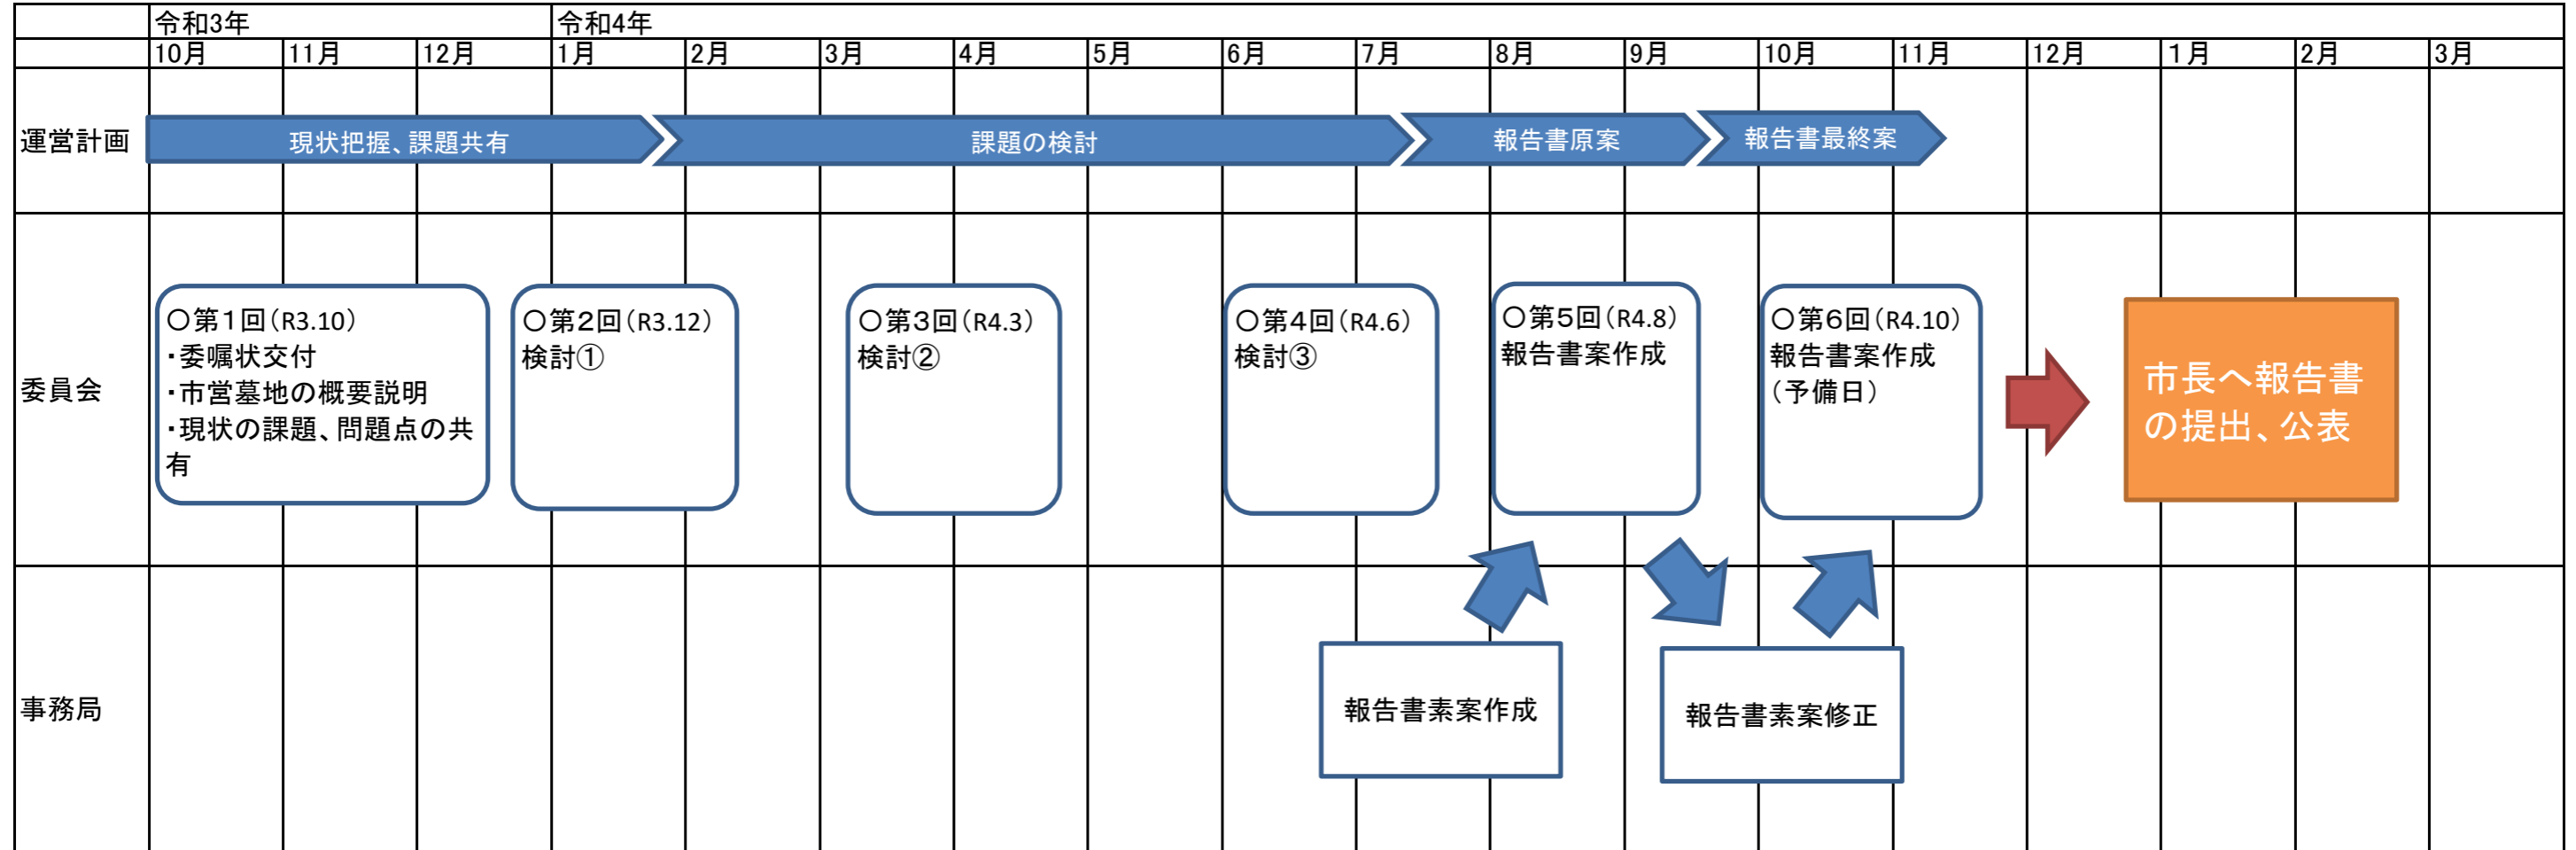 令和3年 令和4年
10月 11月 12月 1月 2月 3月 4月 5月 6月 7月 8月 9月 10月 11月 12月 1月 2月 3月
運営計画
現状把握、課題共有
課題の検討
報告書原案
報告書最終案
委員会
〇第１回(R3.10)
・委嘱状交付
・市営墓地の概要説明
・現状の課題、問題点の共
有
〇第２回(R3.12)
検討①
〇第３回(R4.3)
検討②
〇第４回(R4.6)
検討③
〇第５回(R4.8)
報告書案作成
〇第６回(R4.10)
報告書案作成
(予備日)
市長へ報告書
の提出、公表
事務局
報告書素案作成
報告書素案修正